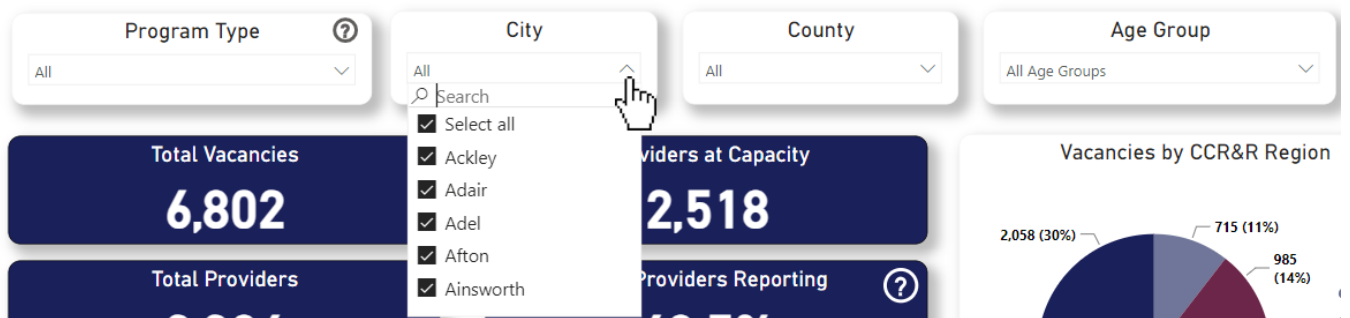 Program Type
?
City
County
Age Group
All
All
All
All Age Groups
Search
Select all
Ackley
Adair
Adel
Afton
Ainsworth
Total Vacancies
6,802
viders at Capacity
2,518
Total Providers
Providers Reporting
?
Vacancies by CCR&R Region
2,058 (30%)
715 (11%)
985
(14%)